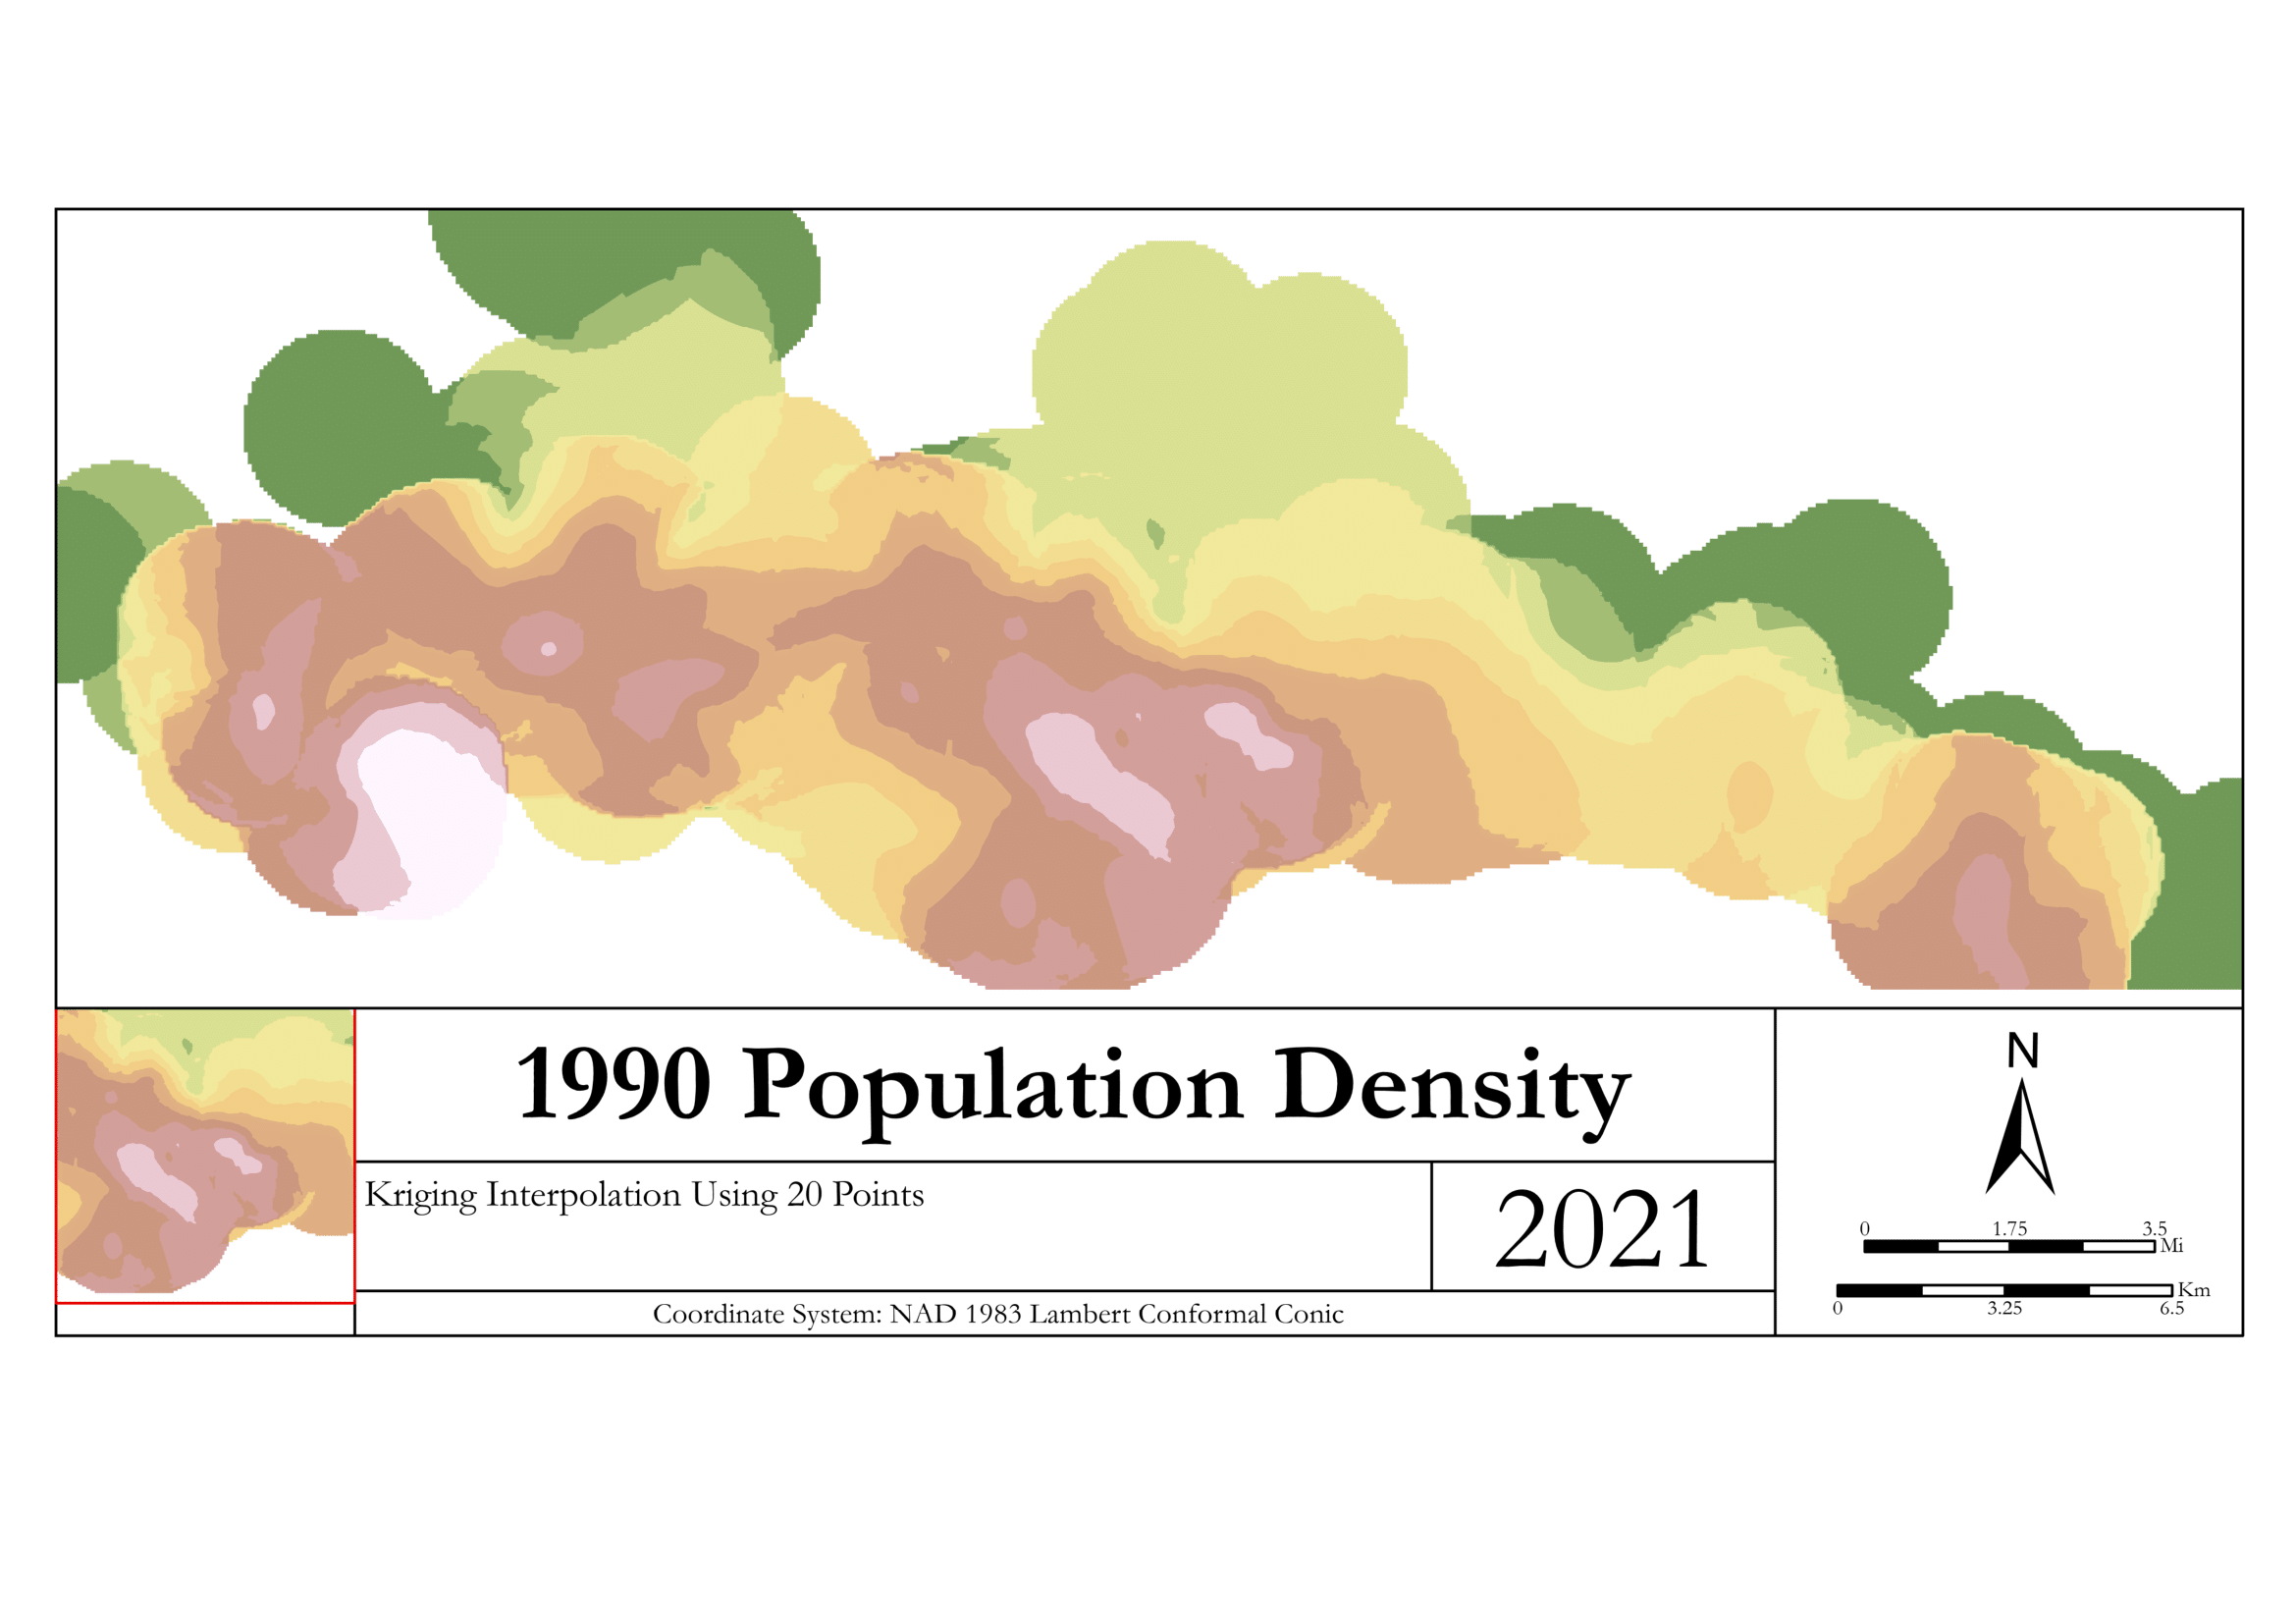 1990 Population Density
Kriging Interpolation Using 20 Points
2021
Coordinate System: NAD 1983 Lambert Conformal Conic
N
0 1.75 3.5
Mi
Km
0 3.25 6.5